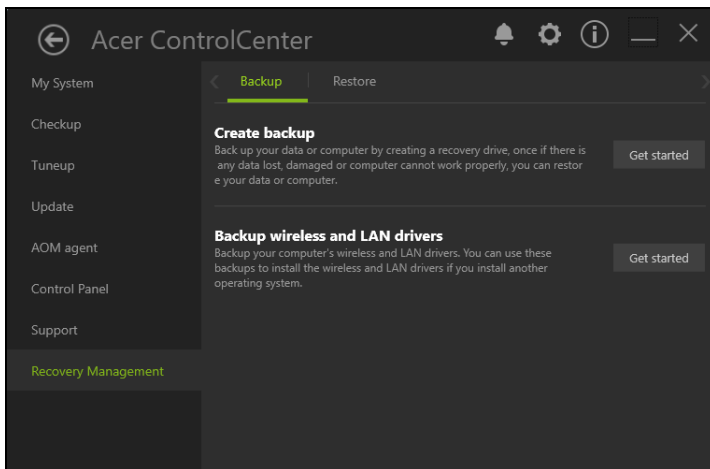 Acer ControlCenter
My System
Checkup
Tuneup
Update
AOM agent
Control Panel
Support
Recovery Management
Backup
Restore
Create backup
Back up your data or computer by creating a recovery drive, once if there is
any data lost, damaged or computer cannot work properly, you can restor
e your data or computer.
Get started
Backup wireless and LAN drivers
Backup your computer's wireless and LAN drivers. You can use these
backups to install the wireless and LAN drivers if you install another
operating system.
Get started